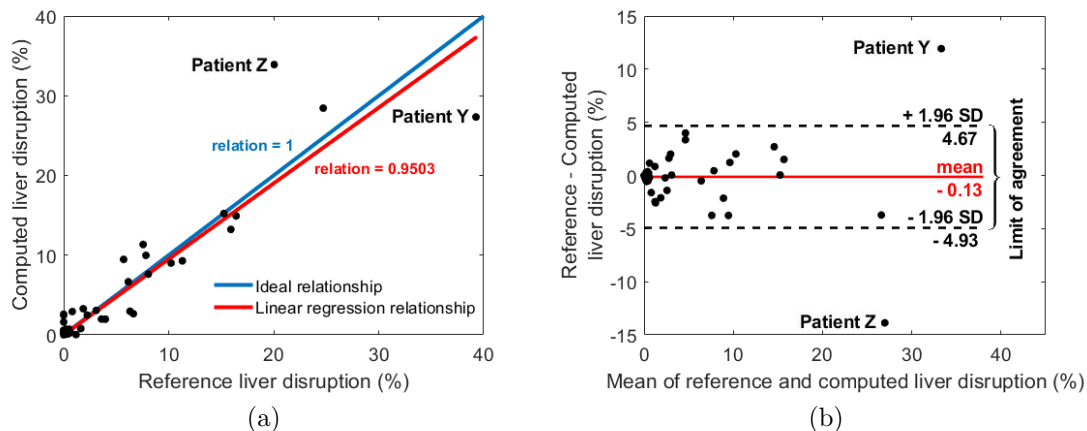 Computed liver disruption (%)
40
30
20
10
0
Patient Z
Patient Y
relation = 1
relation = 0.9503
Ideal relationship
Linear regression relationship
0
10
20
30
40
Reference liver disruption (%)
(a)
Reference - Computed
liver disruption (%)
15
10
5
0
-5
-10
-15
Patient Y
+ 1.96 SD
4.67
mean
- 0.13
- 1.96 SD
- 4.93
Limit of agreement
Patient Z
0
10
20
30
40
Mean of reference and computed liver disruption (%)
(b)